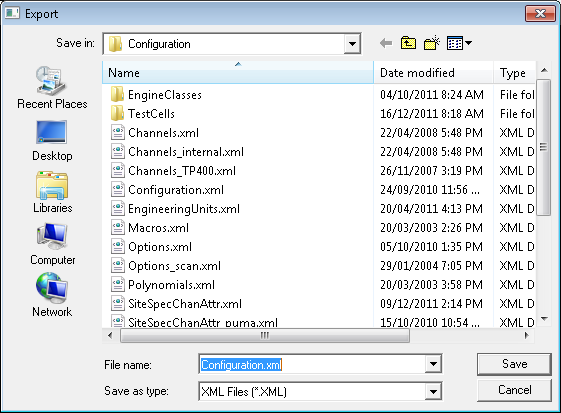 Export
Save in: Configuration
Name Date modified Type
EngineClasses 04/10/2011 8:24 AM File fol
TestCells 16/12/2011 8:18 AM File fol
Channels.xml 22/04/2008 5:48 PM XML D
Channels_internal.xml 22/04/2008 5:48 PM XML D
Channels_TP400.xml 26/11/2007 3:19 PM XML D
Configuration.xml 24/09/2010 11:56 ... XML D
EngineeringUnits.xml 20/04/2011 4:13 PM XML D
Macros.xml 20/03/2003 2:26 PM XML D
Options.xml 05/10/2010 1:35 PM XML D
Options_scan.xml 29/01/2004 7:05 PM XML D
Polynomials.xml 20/03/2003 3:58 PM XML D
SiteSpecChanAttr.xml 09/12/2011 2:14 PM XML D
SiteSpecChanAttr_puma.xml 15/10/2010 10:54 ... XML D
Recent Places
Desktop
Libraries
Computer
Network
File name: Configuration.xml Save
Save as type: XML Files (*.XML) Cancel